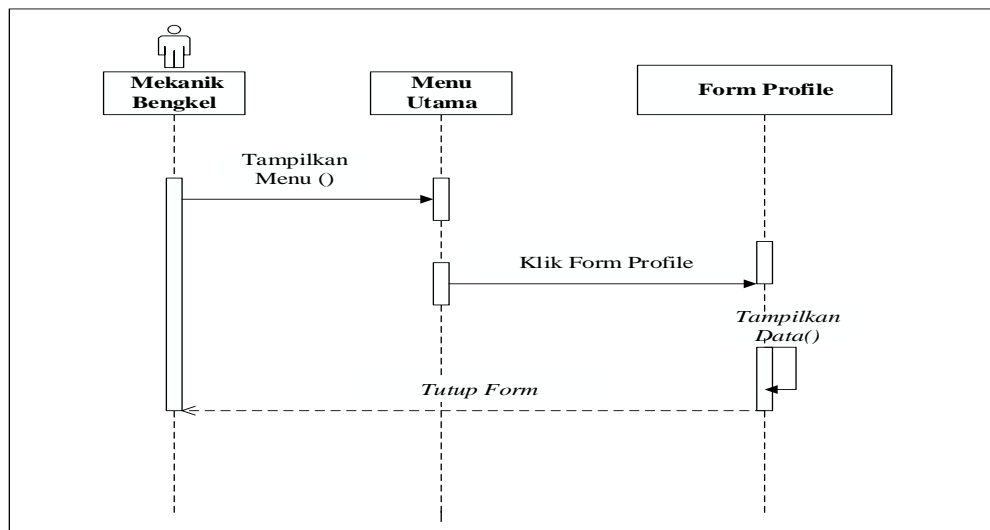 Mekanik
Bengkel
Menu
Utama
Form Profile
Tampilkan
Menu ()
Klik Form Profile
Tampilkan
Data()
Tutup Form